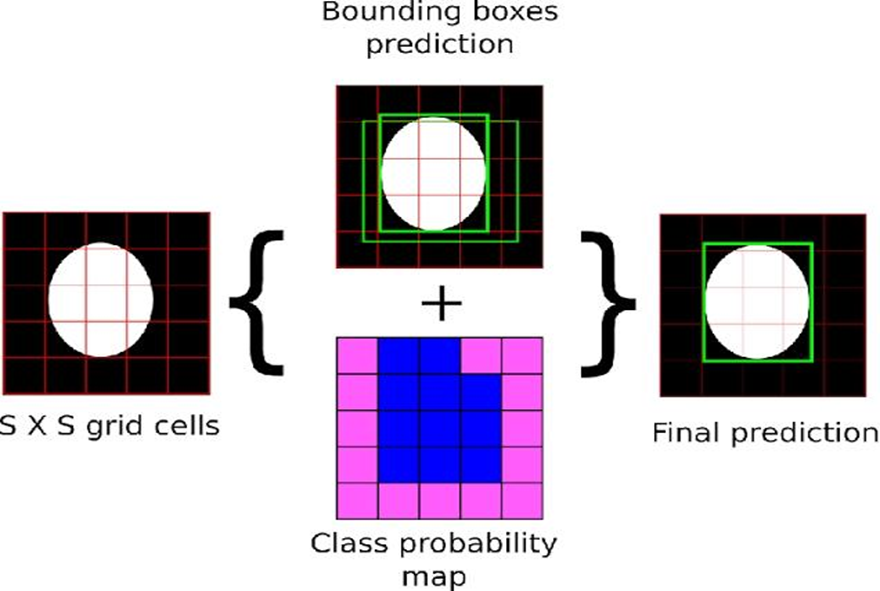 Bounding boxes
prediction
S X S grid cells
{
+
}
Final prediction
Class probability
map